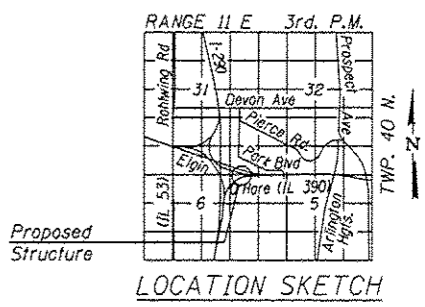 RANGE 11 E 3rd. P.M.
Rohlwing Rd
I-290
Prospect Ave
31
32
Devon Ave
Pierce Rd
Elgin
Park Blvd
O'Hare (IL 390)
(IL 53)
6
5
Arlington Hgts.
TWP. 40 N.
N
Proposed
Structure
LOCATION SKETCH